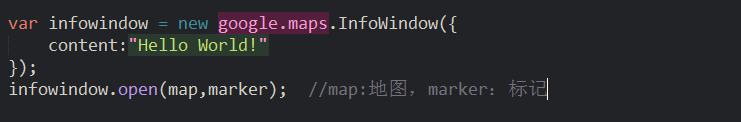 var infowindow = new google.maps.InfoWindow({
    content:"Hello World!"
});
infowindow.open(map,marker);  //map:地图，marker：标记